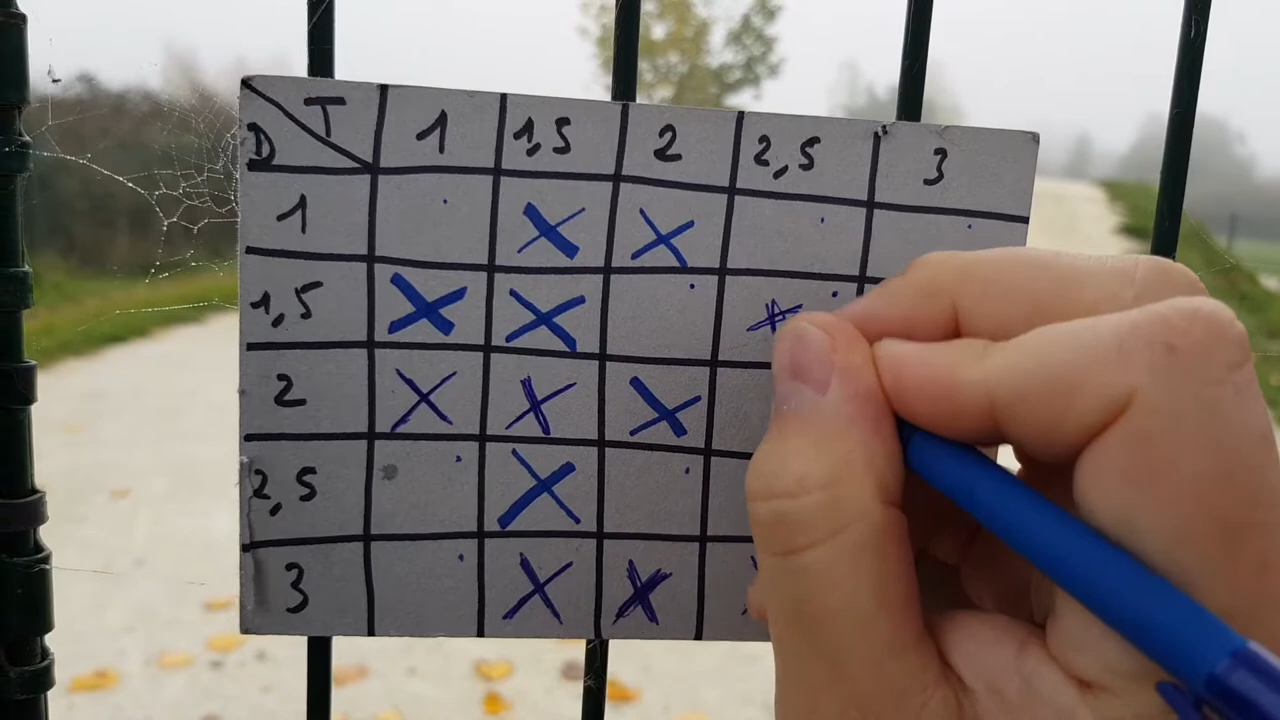 D T 1 1,5 2 2,5 3
1 X X
1,5 X X
2 X X X
2,5 X
3 X X